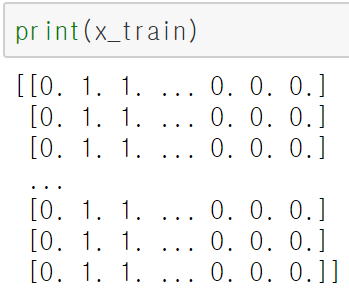 print(x_train)
[[0. 1. 1. ... 0. 0. 0.]
[0. 1. 1. ... 0. 0. 0.]
[0. 1. 1. ... 0. 0. 0.]
...
[0. 1. 1. ... 0. 0. 0.]
[0. 1. 1. ... 0. 0. 0.]
[0. 1. 1. ... 0. 0. 0.]]